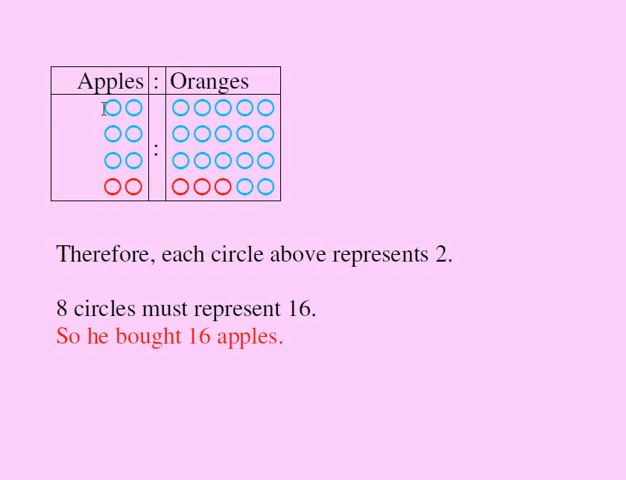 Apples : Oranges
:
Therefore, each circle above represents 2.
8 circles must represent 16.
So he bought 16 apples.